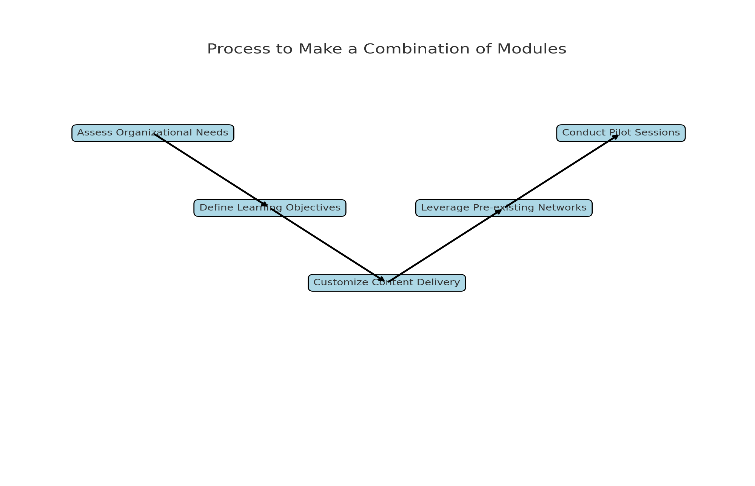 Process to Make a Combination of Modules
Assess Organizational Needs
Conduct Pilot Sessions
Define Learning Objectives
Leverage Pre-existing Networks
Customize Content Delivery